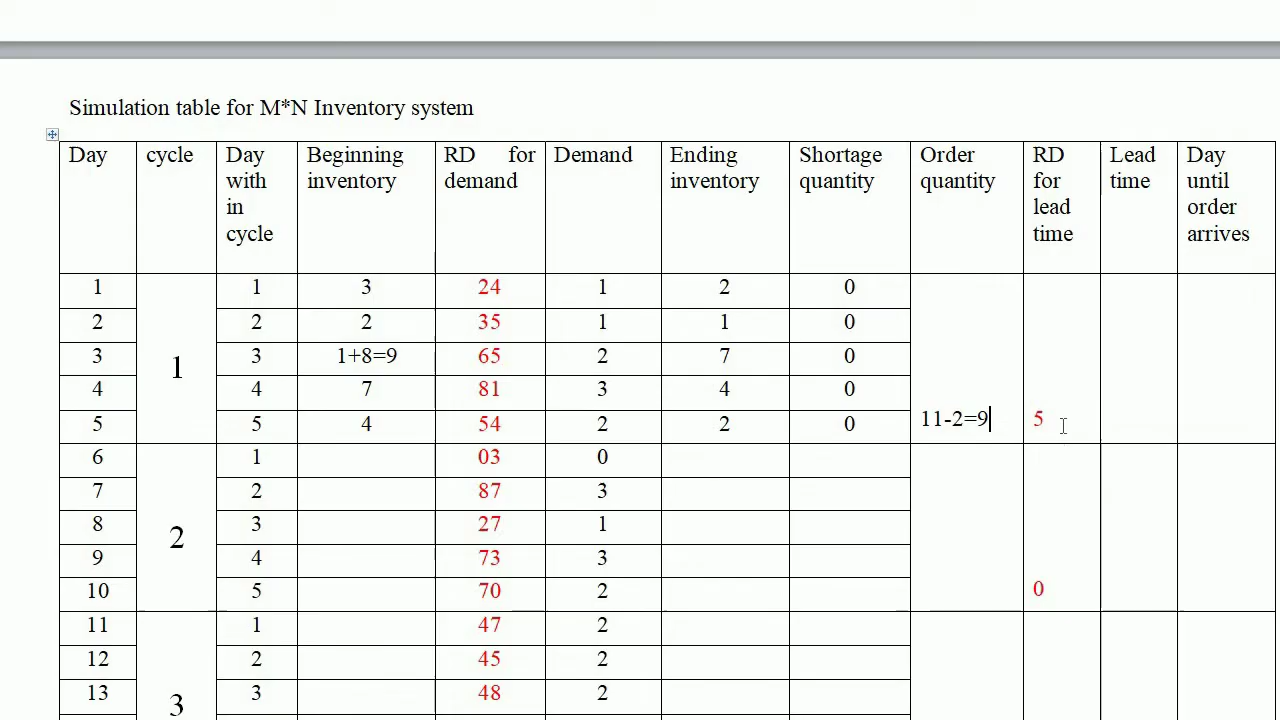 Simulation table for M*N Inventory system
Day cycle Day with in cycle Beginning inventory RD for demand Demand Ending inventory Shortage quantity Order quantity RD for lead time Lead time Day until order arrives
1 1 3 24 1 2 0
2 2 2 35 1 1 0
3 3 1+8=9 65 2 7 0
1
4 4 7 81 3 4 0
5 5 4 54 2 2 0 11-2=9 5
6 1 03 0
7 2 87 3
8 3 27 1
2
9 4 73 3
10 5 70 2 0
11 1 47 2
12 2 45 2
13 3 48 2
3